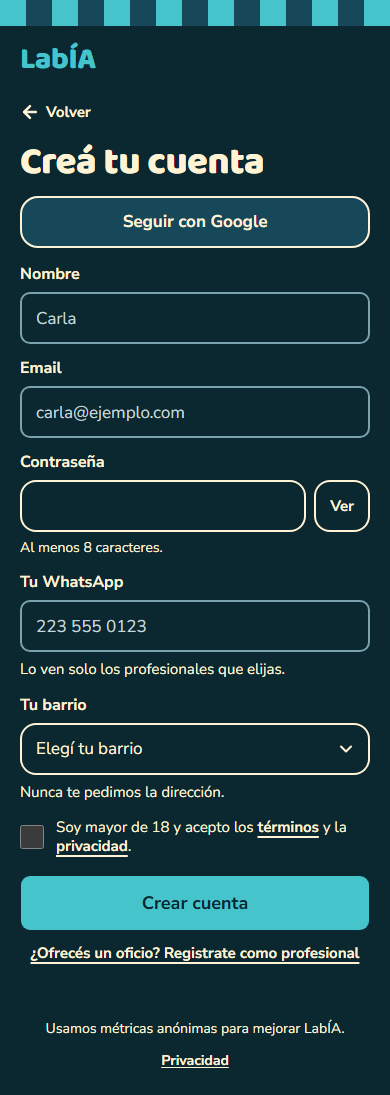 LabÍA
Volver
Creá tu cuenta
Seguir con Google
Nombre
Carla
Email
carla@ejemplo.com
Contraseña
Ver
Al menos 8 caracteres.
Tu WhatsApp
223 555 0123
Lo ven solo los profesionales que elijas.
Tu barrio
Elegí tu barrio
Nunca te pedimos la dirección.
Soy mayor de 18 y acepto los términos y la
privacidad.
Crear cuenta
¿Ofrecés un oficio? Registrate como profesional
Usamos métricas anónimas para mejorar LabÍA.
Privacidad